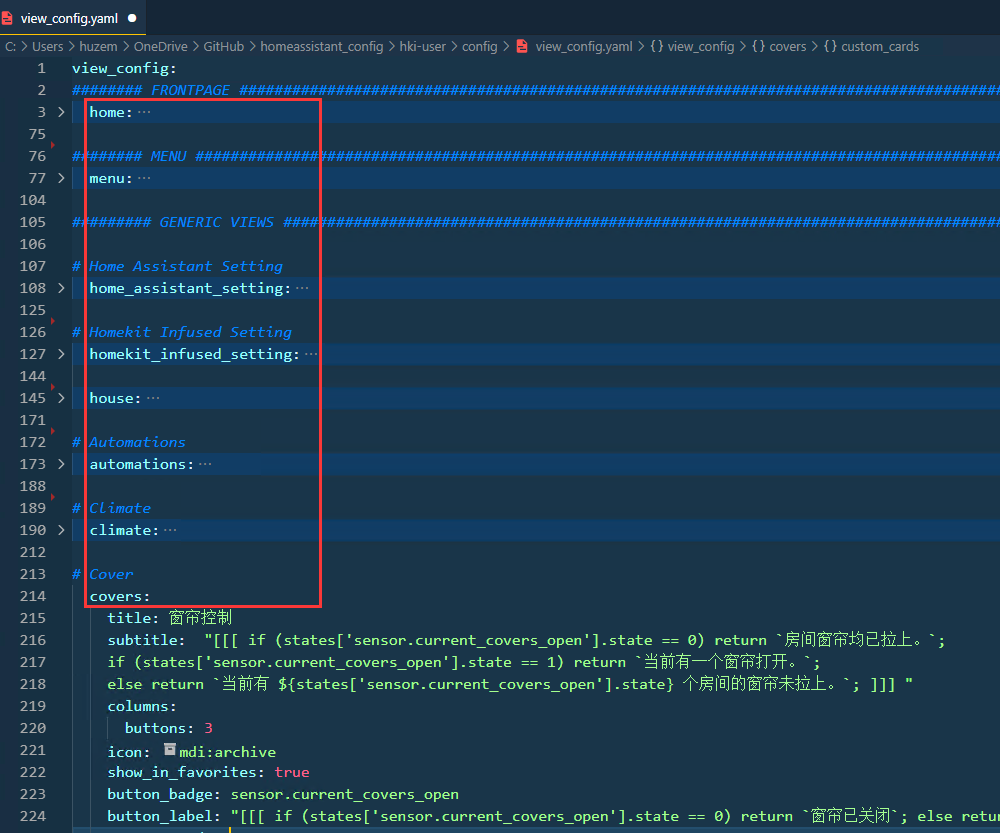 view_config.yaml
C: > Users > huzem > OneDrive > GitHub > homeassistant_config > hki-user > config > view_config.yaml > {} view_config > {} covers > {} custom_cards
1 view_config:
2 ######## FRONTPAGE ########################################################################################
3 home: ···
75
76 ######## MENU #############################################################################################
77 menu: ···
104
105 ######### GENERIC VIEWS ###################################################################################
106
107 # Home Assistant Setting
108 home_assistant_setting: ···
125
126 # Homekit Infused Setting
127 homekit_infused_setting: ···
144
145 house: ···
171
172 # Automations
173 automations: ···
188
189 # Climate
190 climate: ···
212
213 # Cover
214 covers:
215 title: 窗帘控制
216 subtitle:  "[[[ if (states['sensor.current_covers_open'].state == 0) return `房间窗帘均已拉上。`;
217 if (states['sensor.current_covers_open'].state == 1) return `当前有一个窗帘打开。`;
218 else return `当前有 ${states['sensor.current_covers_open'].state} 个房间的窗帘未拉上。`; ]]] "
219 columns:
220 buttons: 3
221 icon: mdi:archive
222 show_in_favorites: true
223 button_badge: sensor.current_covers_open
224 button_label: "[[[ if (states['sensor.current_covers_open'].state == 0) return `窗帘已关闭`; else retur